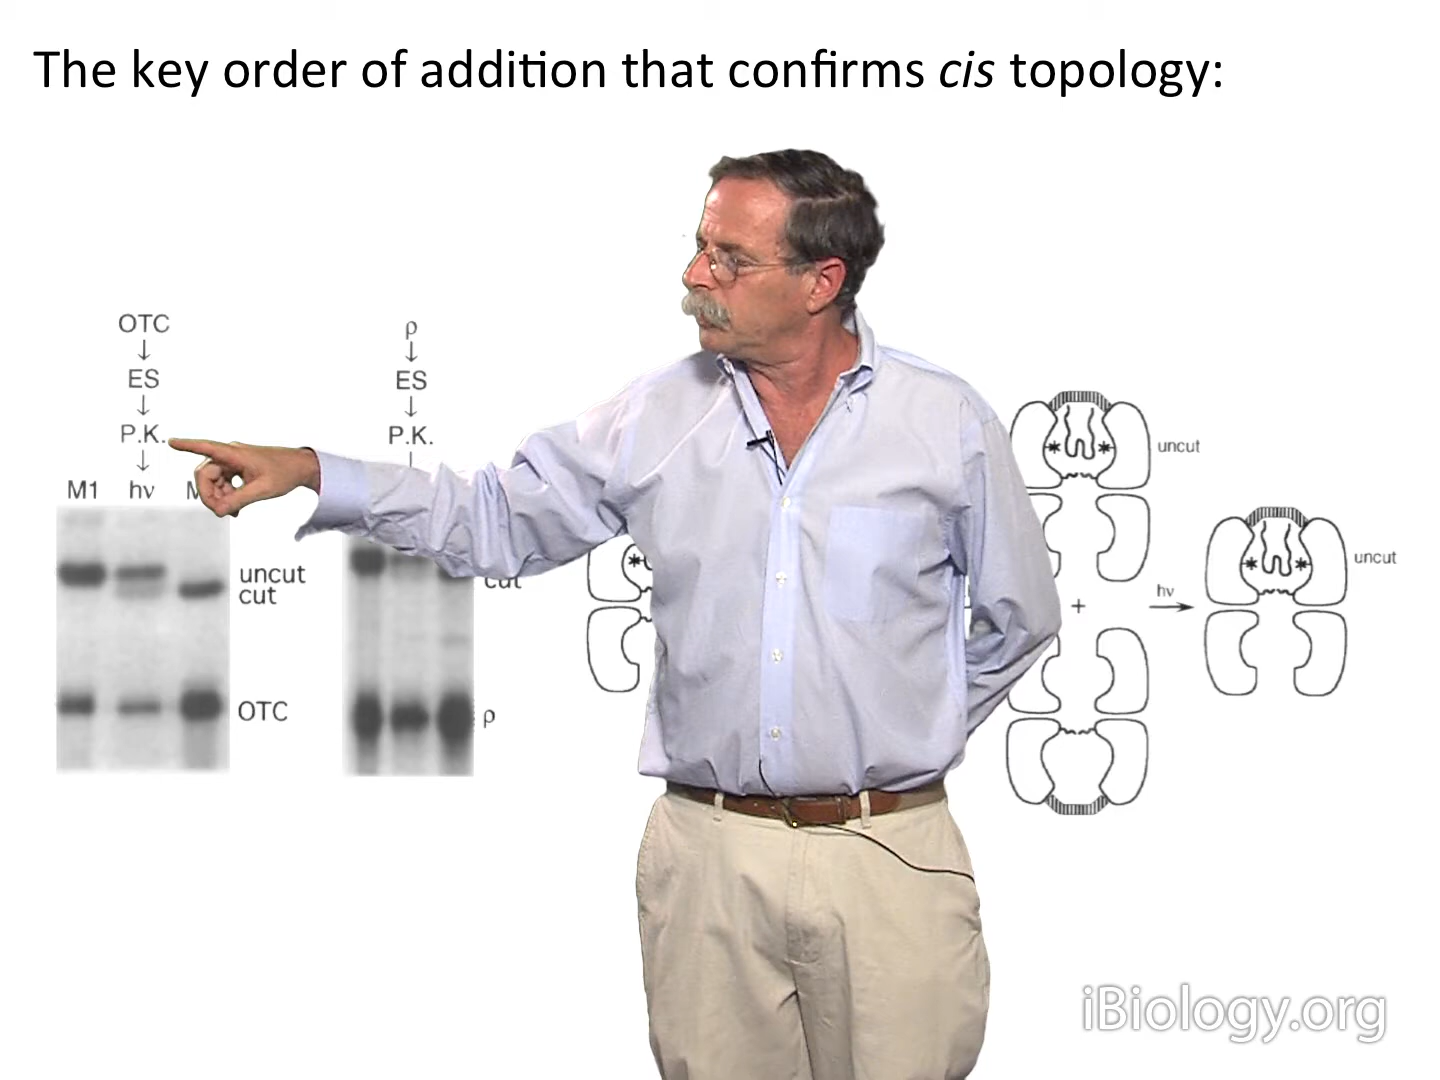 The key order of addition that confirms cis topology:
OTC
↓
ES
↓
P.K.
↓
M1 hν
uncut
cut
OTC
ρ
↓
ES
↓
P.K.
cut
ρ
uncut
+
hν
uncut
iBiology.org